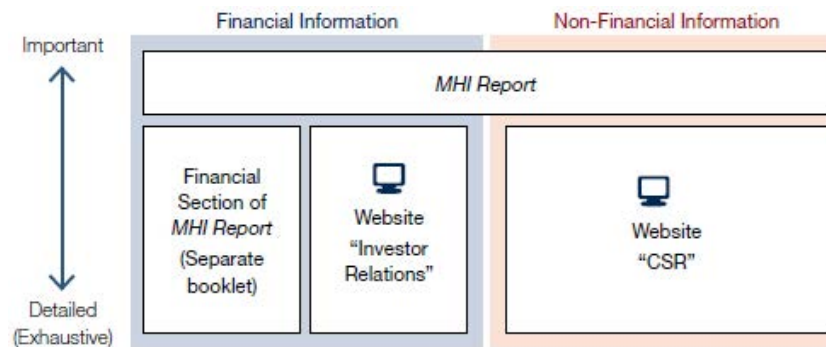 Financial Information
Non-Financial Information
Important
MHI Report
Financial
Section of
MHI Report
(Separate
booklet)
Website
“Investor
Relations”
Website
“CSR”
Detailed
(Exhaustive)